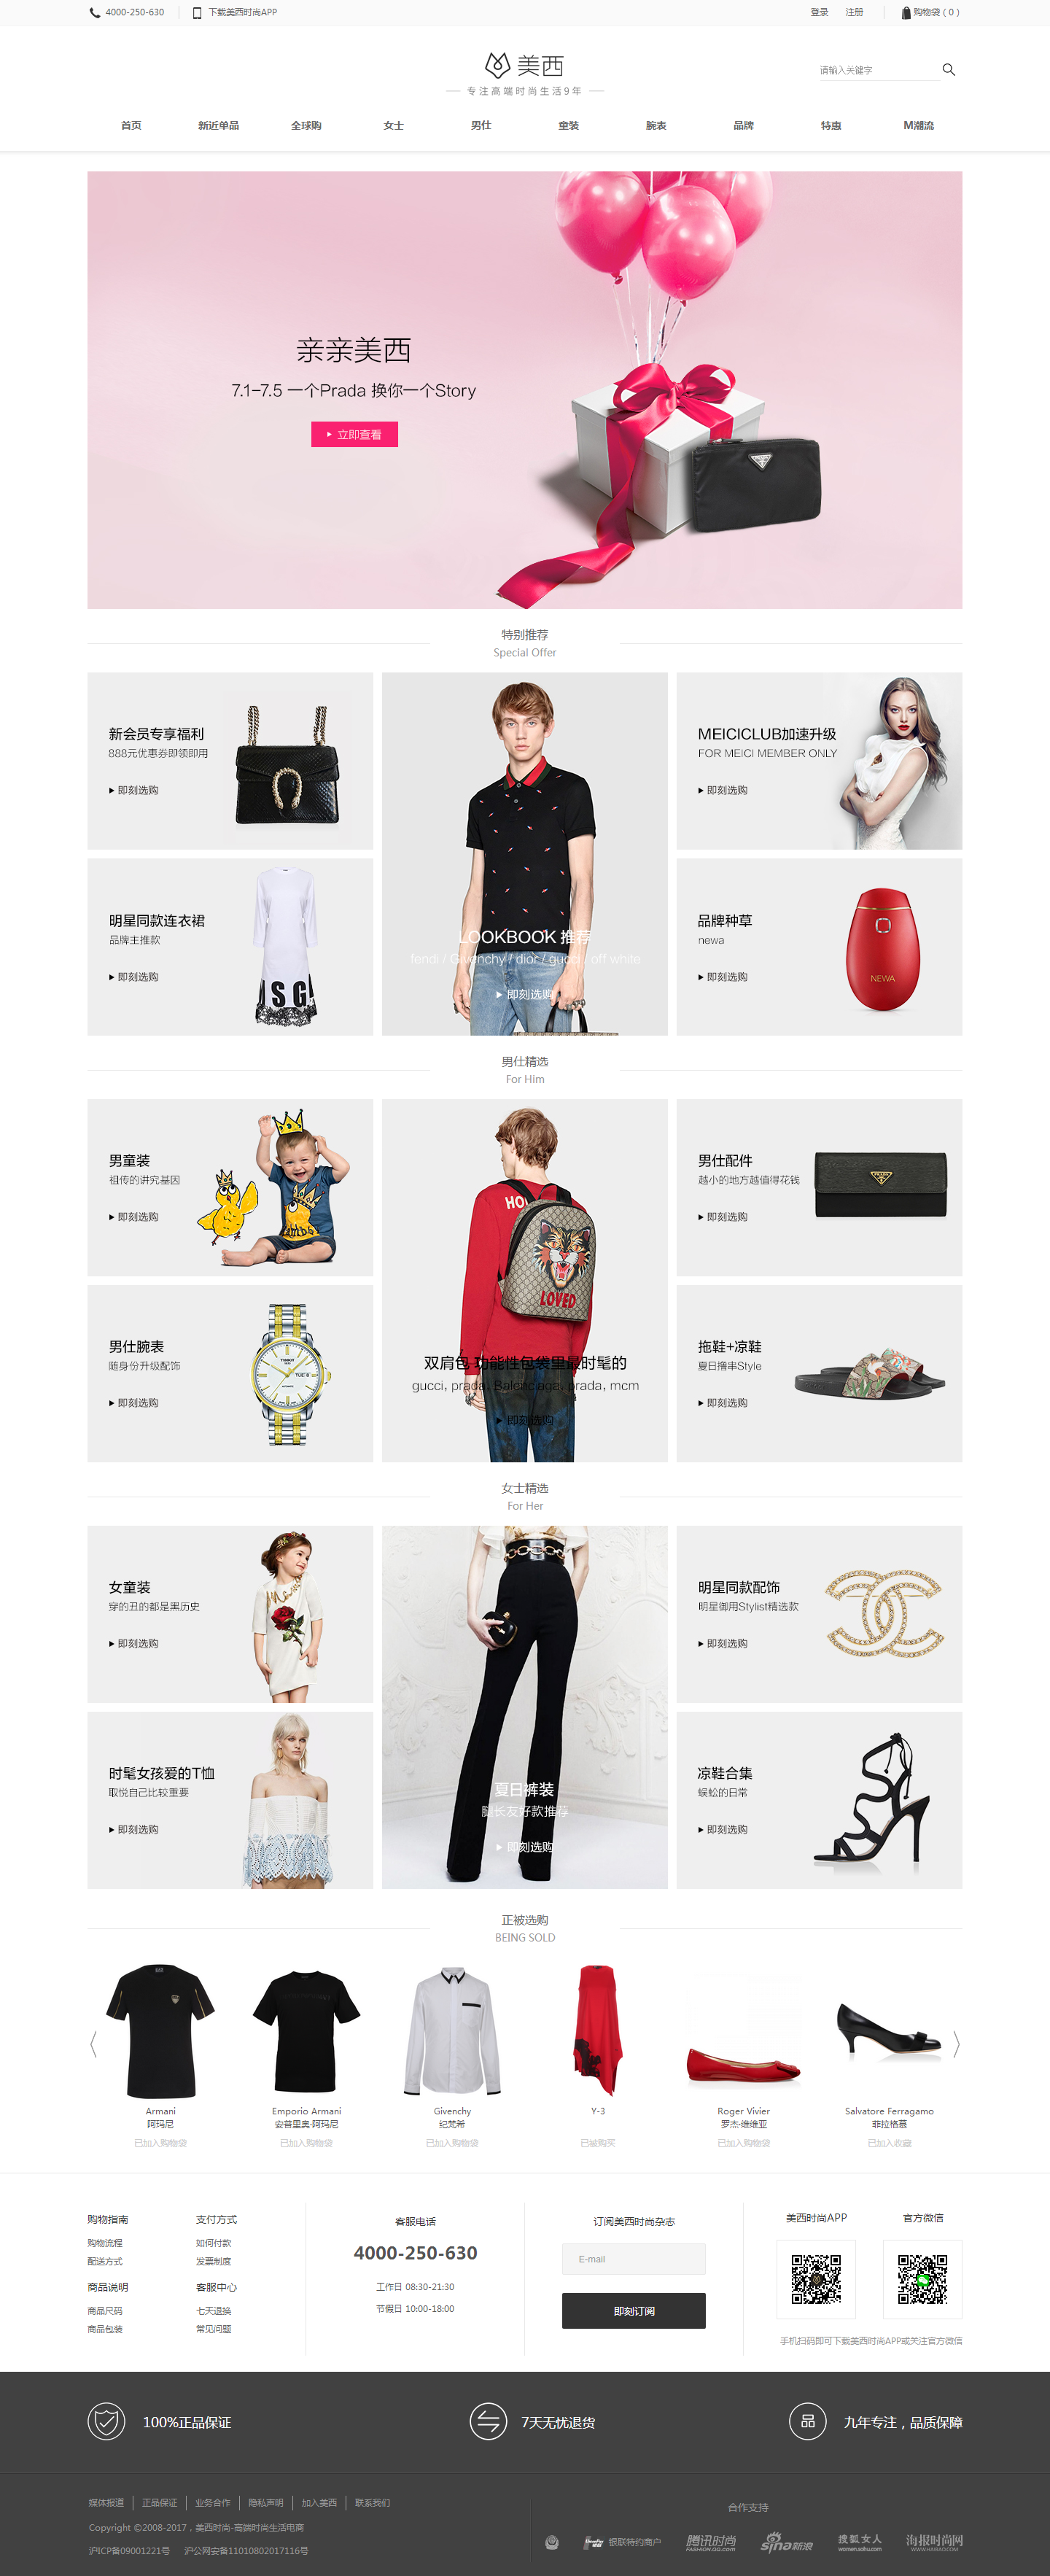 4000-250-630 下载美西时尚APP 登录 注册 购物袋 ( 0 )
美西
专注高端时尚生活9年
请输入关键字
首页 新近单品 全球购 女士 男仕 童装 腕表 品牌 特惠 M潮流
亲亲美西
7.1-7.5 一个Prada 换你一个Story
立即查看
特别推荐
Special Offer
新会员专享福利
888元优惠券即领即用
即刻选购
明星同款连衣裙
品牌主推款
即刻选购
LOOKBOOK 推荐
fendi / Givenchy / dior / gucci / off white
即刻选购
MEICICLUB加速升级
FOR MEICI MEMBER ONLY
即刻选购
品牌种草
newa
即刻选购
NEWA
男仕精选
For Him
男童装
祖传的讲究基因
即刻选购
男仕腕表
随身份升级配饰
即刻选购
TISSOT
LOVED
双肩包 功能性包袋里最时髦的
gucci, prada, Balenciaga, prada, mcm
即刻选购
男仕配件
越小的地方越值得花钱
即刻选购
拖鞋+凉鞋
夏日撸串Style
即刻选购
女士精选
For Her
女童装
穿的丑的都是黑历史
即刻选购
时髦女孩爱的T恤
取悦自己比较重要
即刻选购
夏日裤装
腿长友好款推荐
即刻选购
明星同款配饰
明星御用Stylist精选款
即刻选购
凉鞋合集
蜈蚣的日常
即刻选购
正被选购
BEING SOLD
Armani Emporio Armani Givenchy Y-3 Roger Vivier Salvatore Ferragamo
阿玛尼 安普里奥·阿玛尼 纪梵希 罗杰·维维亚 菲拉格慕
已加入购物袋 已加入购物袋 已加入购物袋 已被购买 已加入购物袋 已加入收藏
购物指南 支付方式
购物流程 如何付款
配送方式 发票制度
商品说明 客服中心
商品尺码 七天退换
商品包装 常见问题
客服电话
4000-250-630
工作日 08:30-21:30
节假日 10:00-18:00
订阅美西时尚杂志
E-mail
即刻订阅
美西时尚APP 官方微信
手机扫码即可下载美西时尚APP或关注官方微信
100%正品保证 7天无忧退货 九年专注，品质保障
媒体报道 正品保证 业务合作 隐私声明 加入美西 联系我们
Copyright ©2008-2017，美西时尚-高端时尚生活电商
沪ICP备09001221号 沪公网安备11010802017116号
合作支持
银联特约商户 腾讯时尚 FASHION.QQ.COM sina新浪 搜狐女人 women.sohu.com 海报时尚网 WWW.HAIBAO.COM